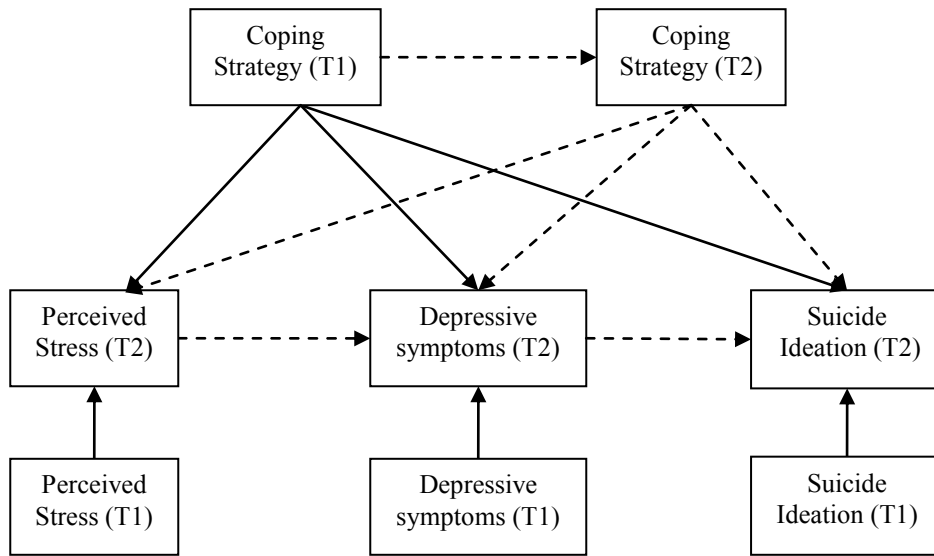 Coping
Strategy (T1)
Coping
Strategy (T2)
Perceived
Stress (T2)
Depressive
symptoms (T2)
Suicide
Ideation (T2)
Perceived
Stress (T1)
Depressive
symptoms (T1)
Suicide
Ideation (T1)